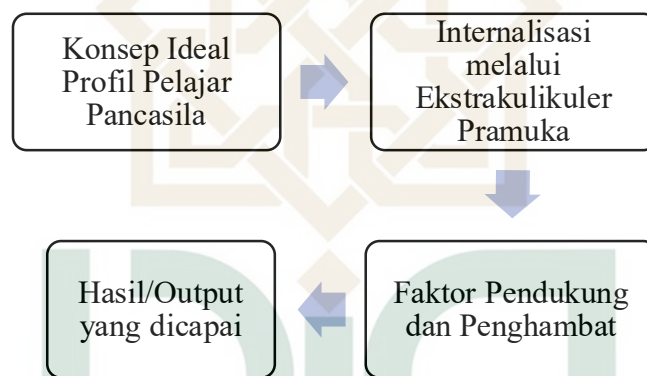 Konsep Ideal
Profil Pelajar
Pancasila
Internalisasi
melalui
Ekstrakulikuler
Pramuka
Faktor Pendukung
dan Penghambat
Hasil/Output
yang dicapai